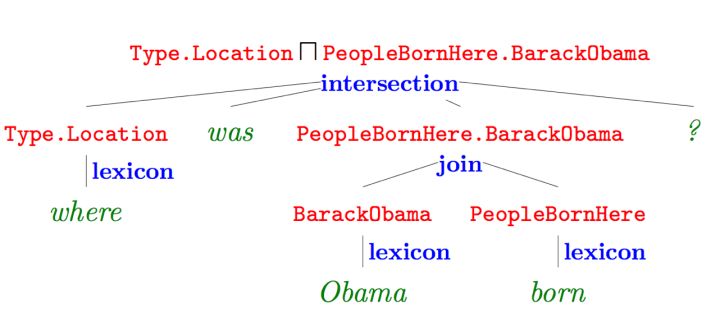 Type.Location ⊓ PeopleBornHere.BarackObama
intersection
Type.Location was PeopleBornHere.BarackObama ?
lexicon join
where BarackObama PeopleBornHere
lexicon lexicon
Obama born